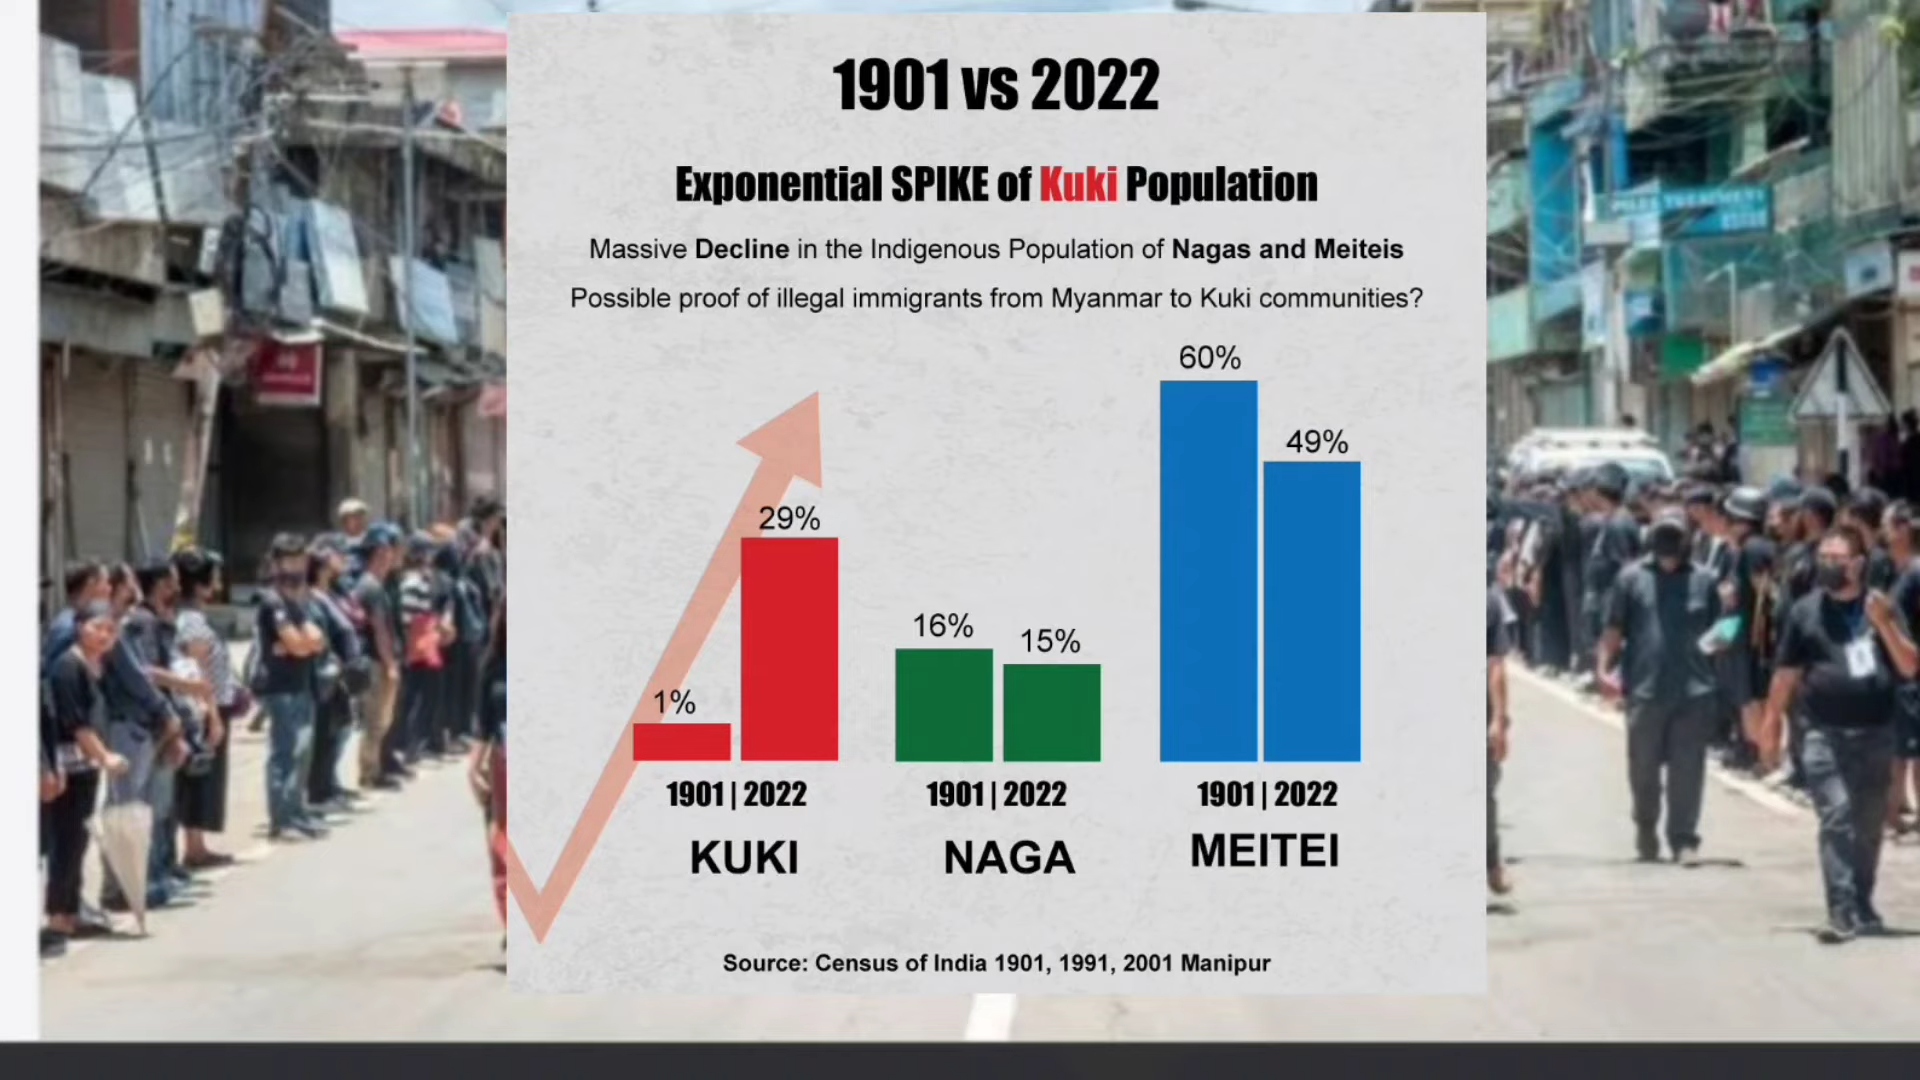 1901 vs 2022
Exponential SPIKE of Kuki Population
Massive Decline in the Indigenous Population of Nagas and Meiteis
Possible proof of illegal immigrants from Myanmar to Kuki communities?
60%
49%
29%
16%
15%
1%
1901 | 2022
1901 | 2022
1901 | 2022
KUKI
NAGA
MEITEI
Source: Census of India 1901, 1991, 2001 Manipur